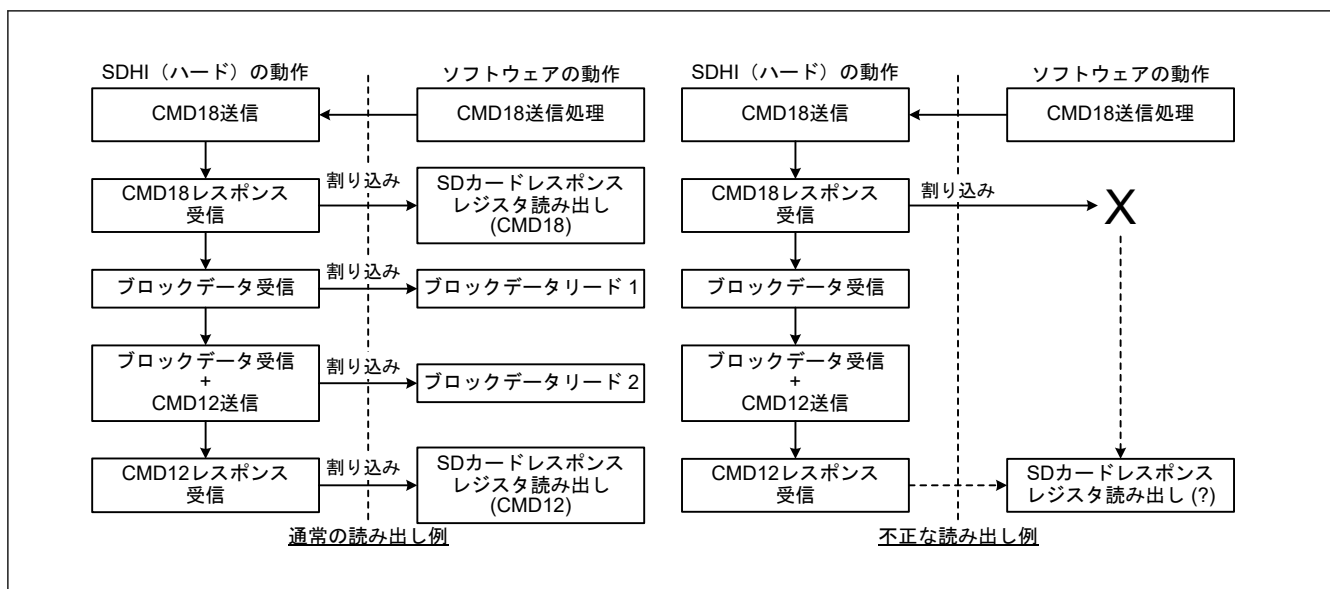 SDHI（ハード）の動作
ソフトウェアの動作
CMD18送信
CMD18送信処理
CMD18レスポンス
受信
割り込み
SDカードレスポンス
レジスタ読み出し
(CMD18)
ブロックデータ受信
割り込み
ブロックデータリード 1
ブロックデータ受信
+
CMD12送信
割り込み
ブロックデータリード 2
CMD12レスポンス
受信
割り込み
SDカードレスポンス
レジスタ読み出し
(CMD12)
通常の読み出し例
SDHI（ハード）の動作
ソフトウェアの動作
CMD18送信
CMD18送信処理
CMD18レスポンス
受信
割り込み
X
ブロックデータ受信
ブロックデータ受信
+
CMD12送信
CMD12レスポンス
受信
SDカードレスポンス
レジスタ読み出し (?)
不正な読み出し例